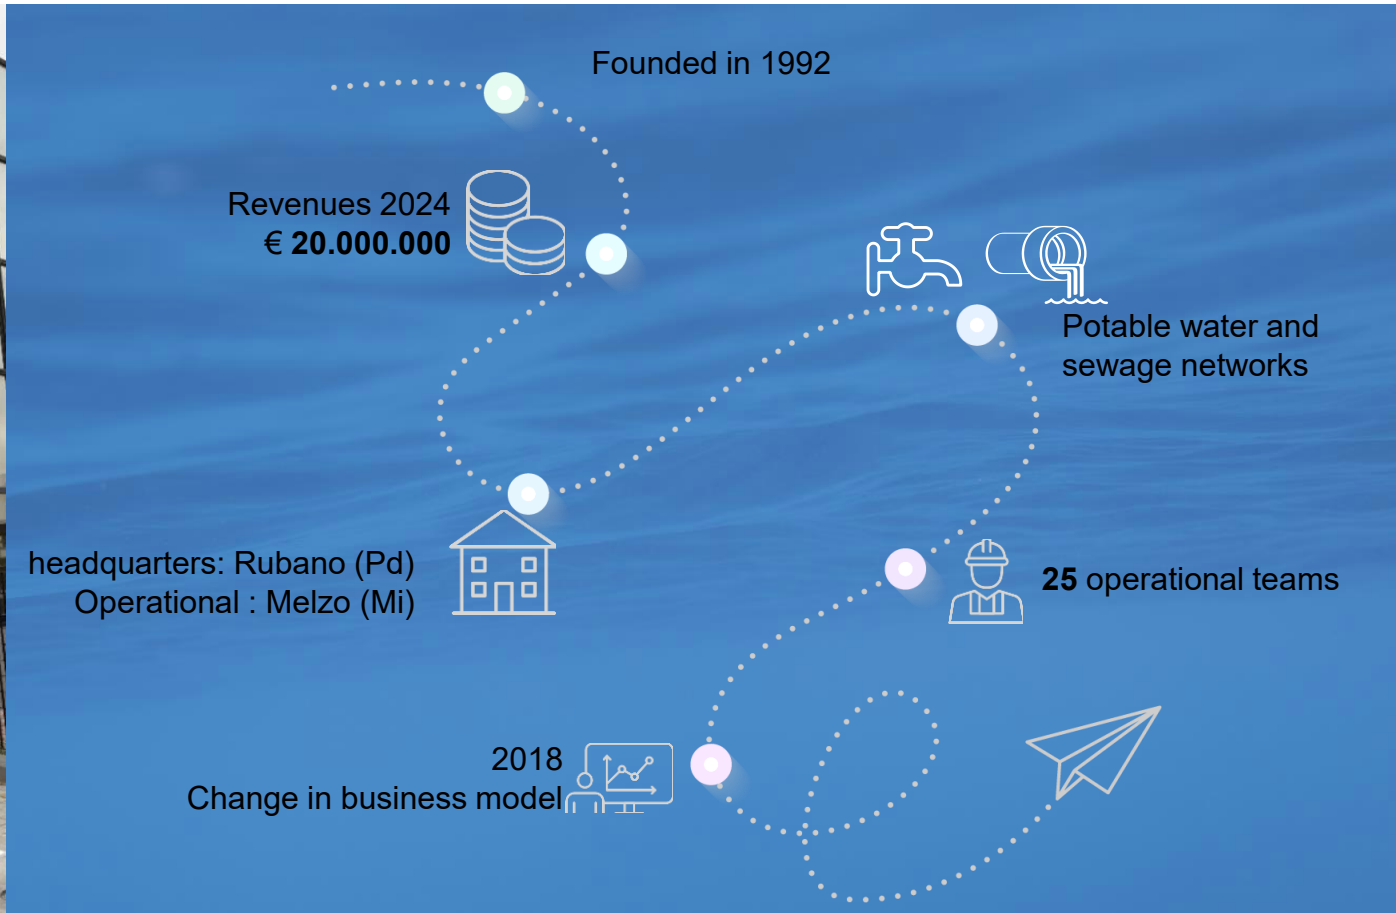 Founded in 1992
Revenues 2024
€ 20.000.000
Potable water and
sewage networks
headquarters: Rubano (Pd)
Operational : Melzo (Mi)
25 operational teams
2018
Change in business model